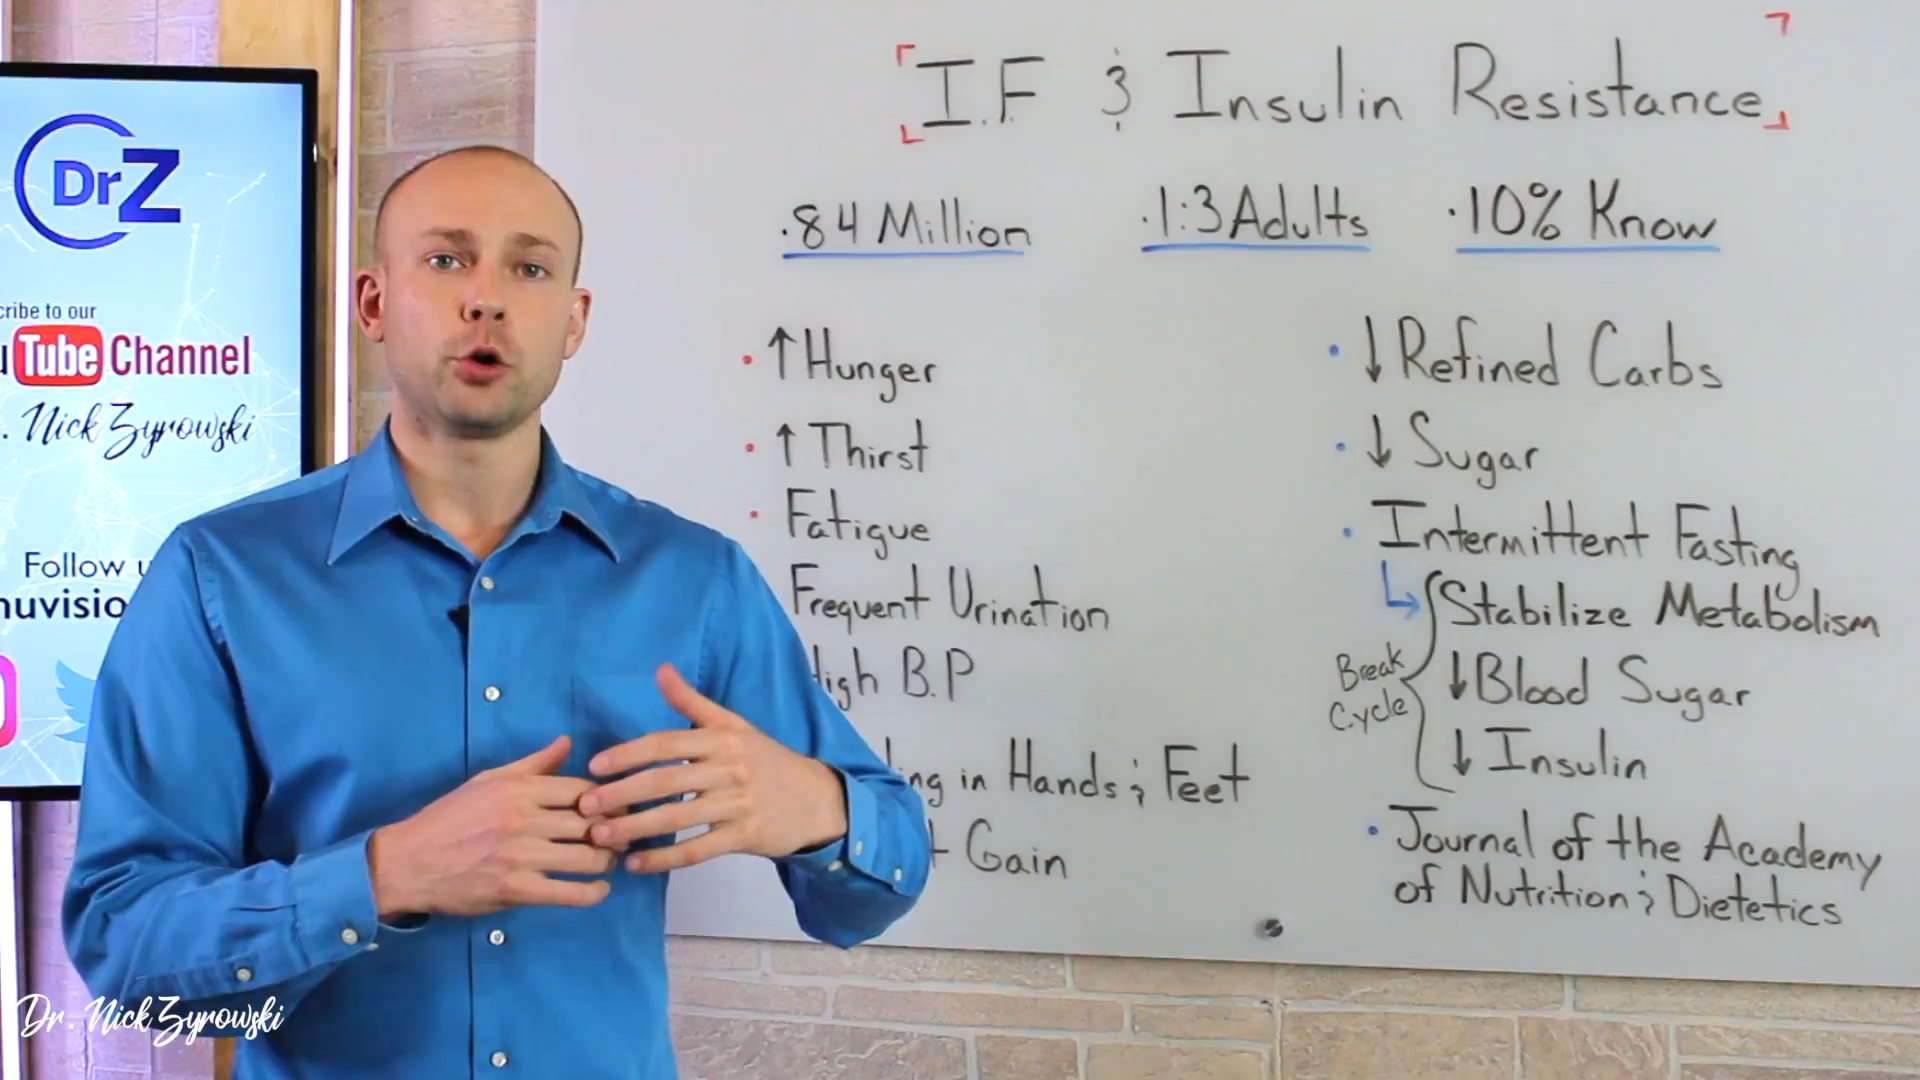 I.F & Insulin Resistance
.84 Million
.1:3 Adults
.10% Know
• ↑ Hunger
• ↑ Thirst
• Fatigue
Frequent Urination
High B.P
in Hands & Feet
Gain
• ↓ Refined Carbs
• ↓ Sugar
• Intermittent Fasting
↳ Stabilize Metabolism
Break
Cycle
↓ Blood Sugar
↓ Insulin
• Journal of the Academy
of Nutrition & Dietetics
DrZ
to our
Tube Channel
Nick Zyrowski
Follow
Dr. Nick Zyrowski